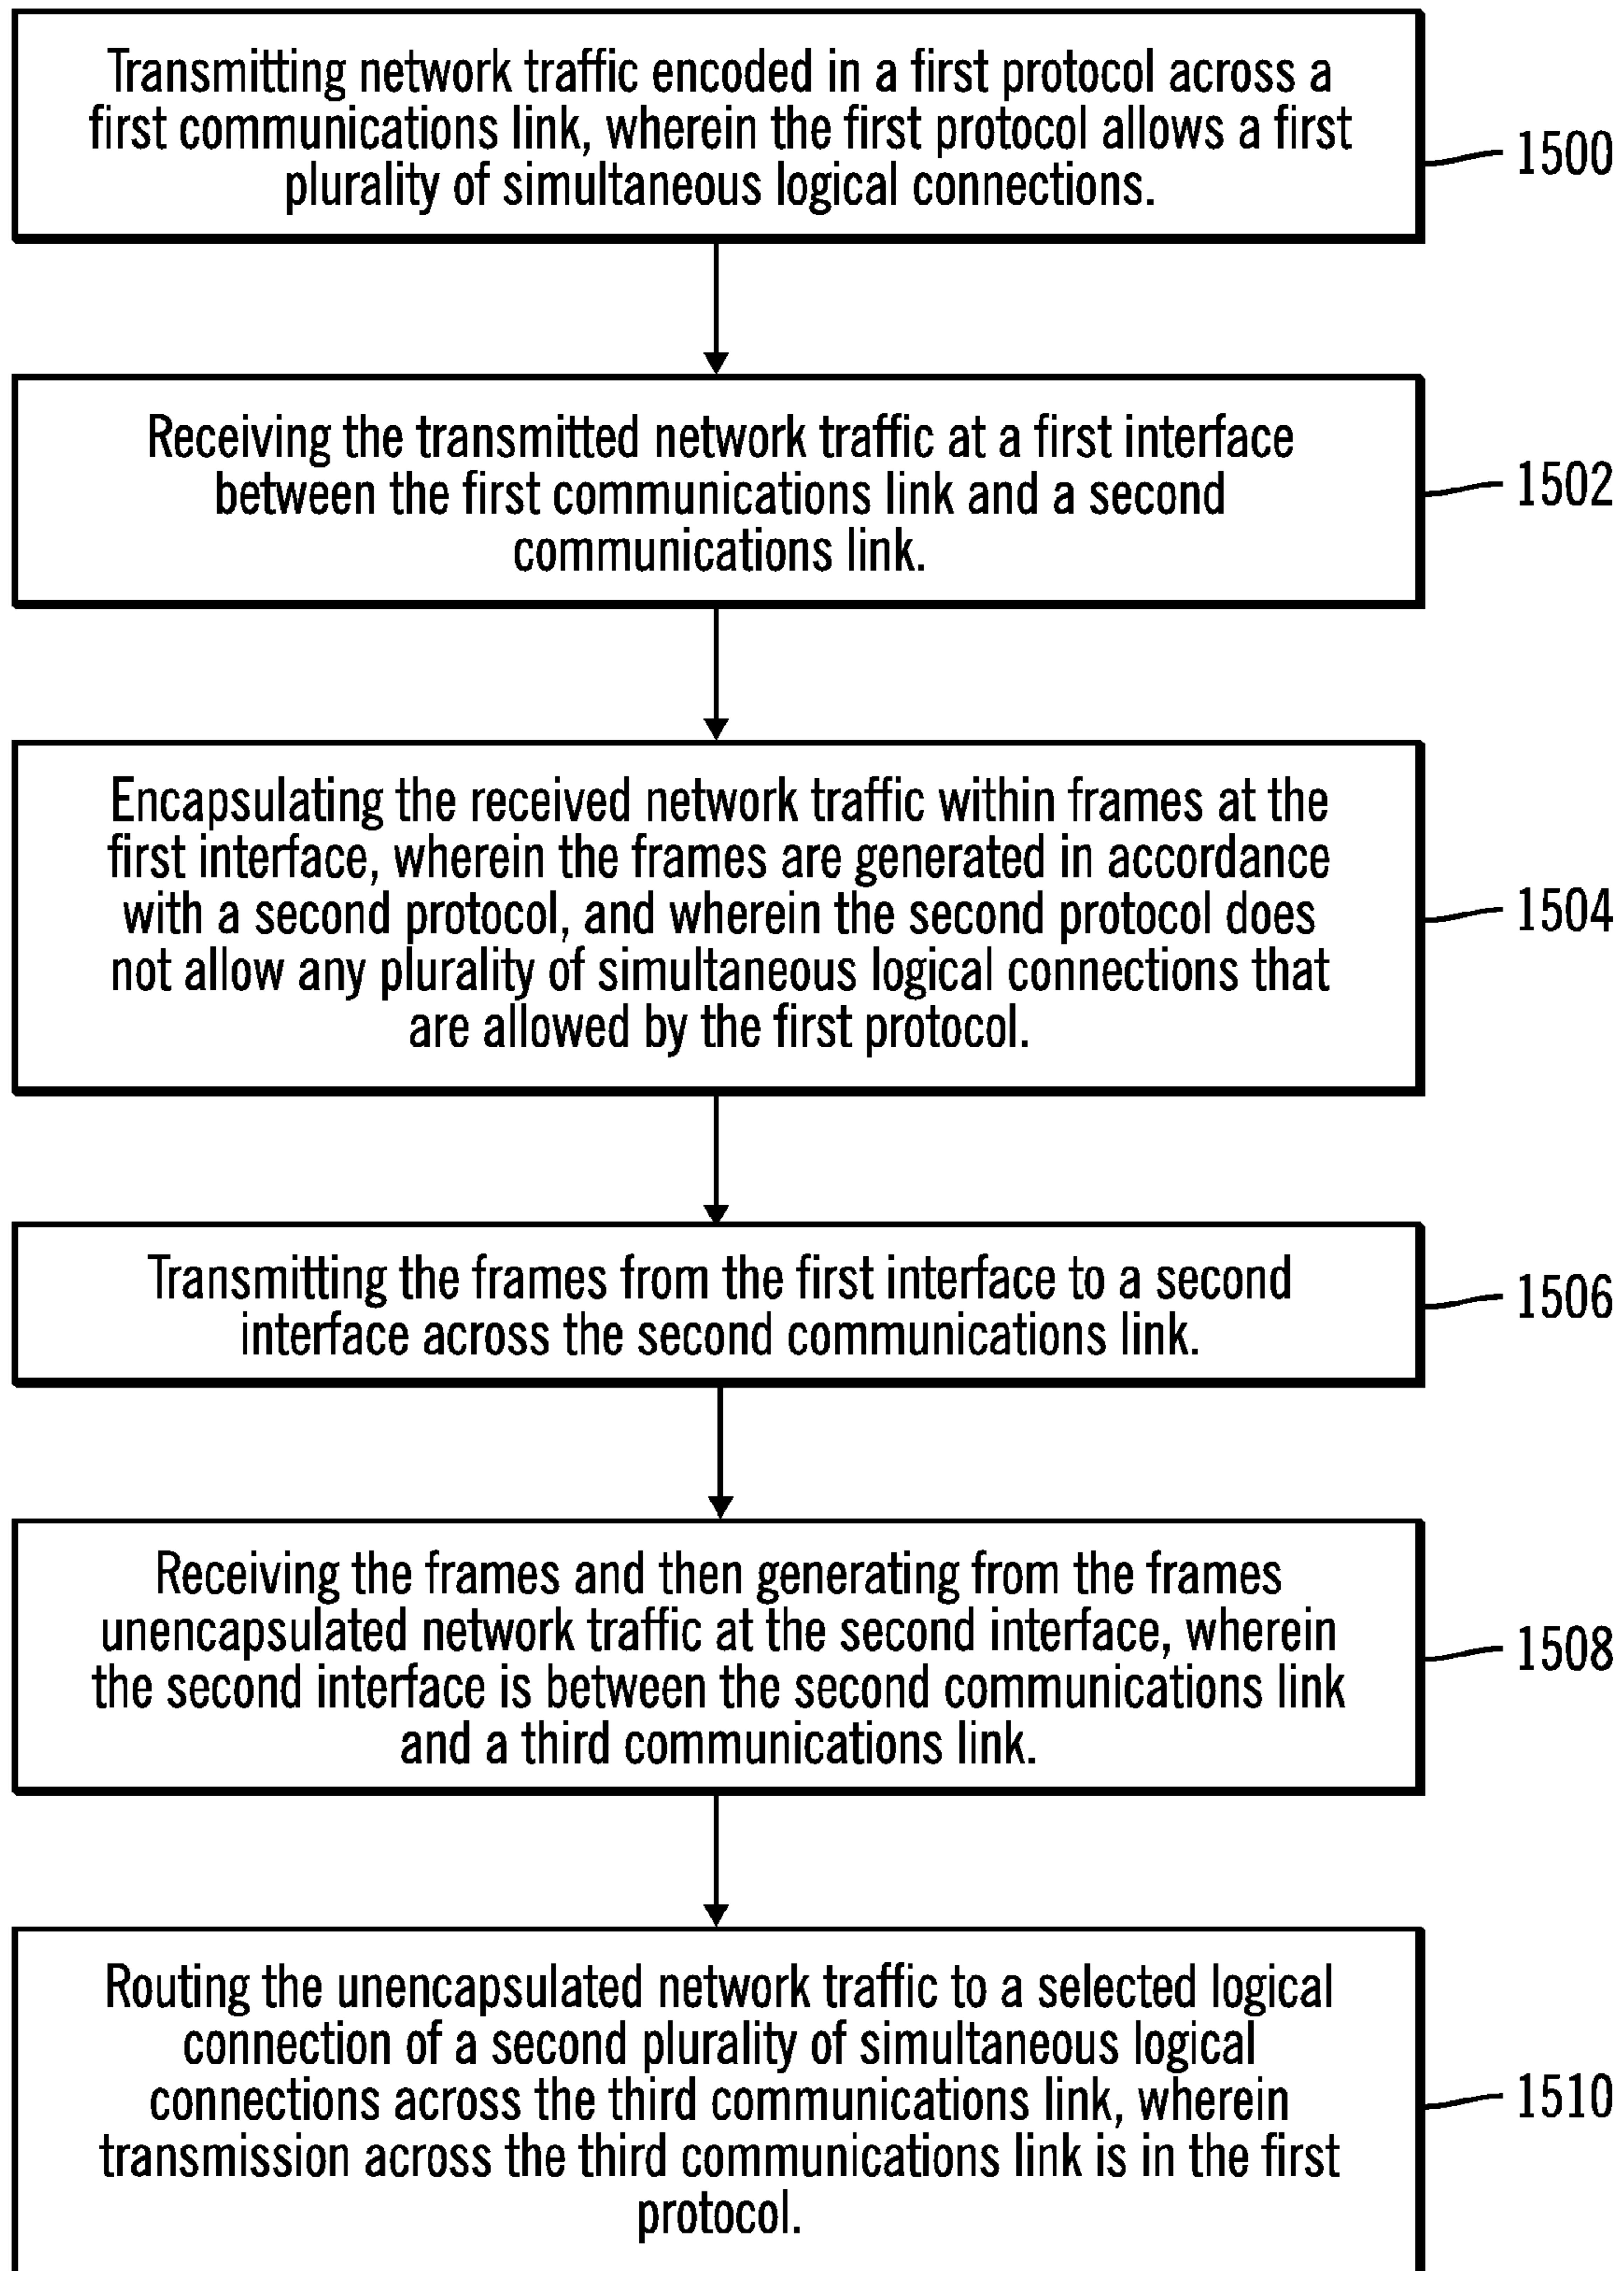 Transmitting network traffic encoded in a first protocol across a
first communications link, wherein the first protocol allows a first
plurality of simultaneous logical connections.
1500
Receiving the transmitted network traffic at a first interface
between the first communications link and a second
communications link.
1502
Encapsulating the received network traffic within frames at the
first interface, wherein the frames are generated in accordance
with a second protocol, and wherein the second protocol does
not allow any plurality of simultaneous logical connections that
are allowed by the first protocol.
1504
Transmitting the frames from the first interface to a second
interface across the second communications link.
1506
Receiving the frames and then generating from the frames
unencapsulated network traffic at the second interface, wherein
the second interface is between the second communications link
and a third communications link.
1508
Routing the unencapsulated network traffic to a selected logical
connection of a second plurality of simultaneous logical
connections across the third communications link, wherein
transmission across the third communications link is in the first
protocol.
1510